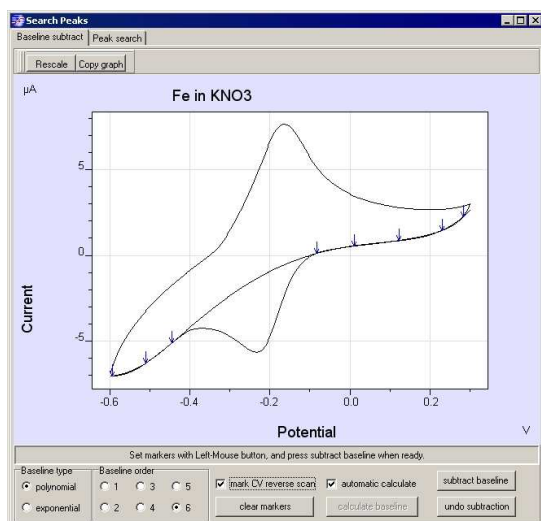 Search Peaks
Baseline subtract Peak search
Rescale Copy graph
µA
Fe in KNO3
5
0
-5
Current
-0.6 -0.4 -0.2 0.0 0.2
Potential
V
Set markers with Left-Mouse button, and press subtract baseline when ready.
Baseline type Baseline order
polynomial 1 3 5 mark CV reverse scan automatic calculate subtract baseline
exponential 2 4 6 clear markers calculate baseline undo subtraction